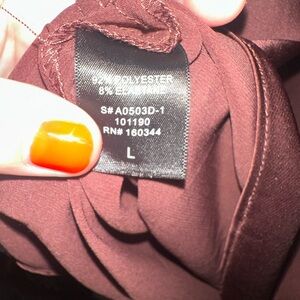 92% POLYESTER
8% ELASTANE
S# A0503D-1
101190
RN# 160344
L